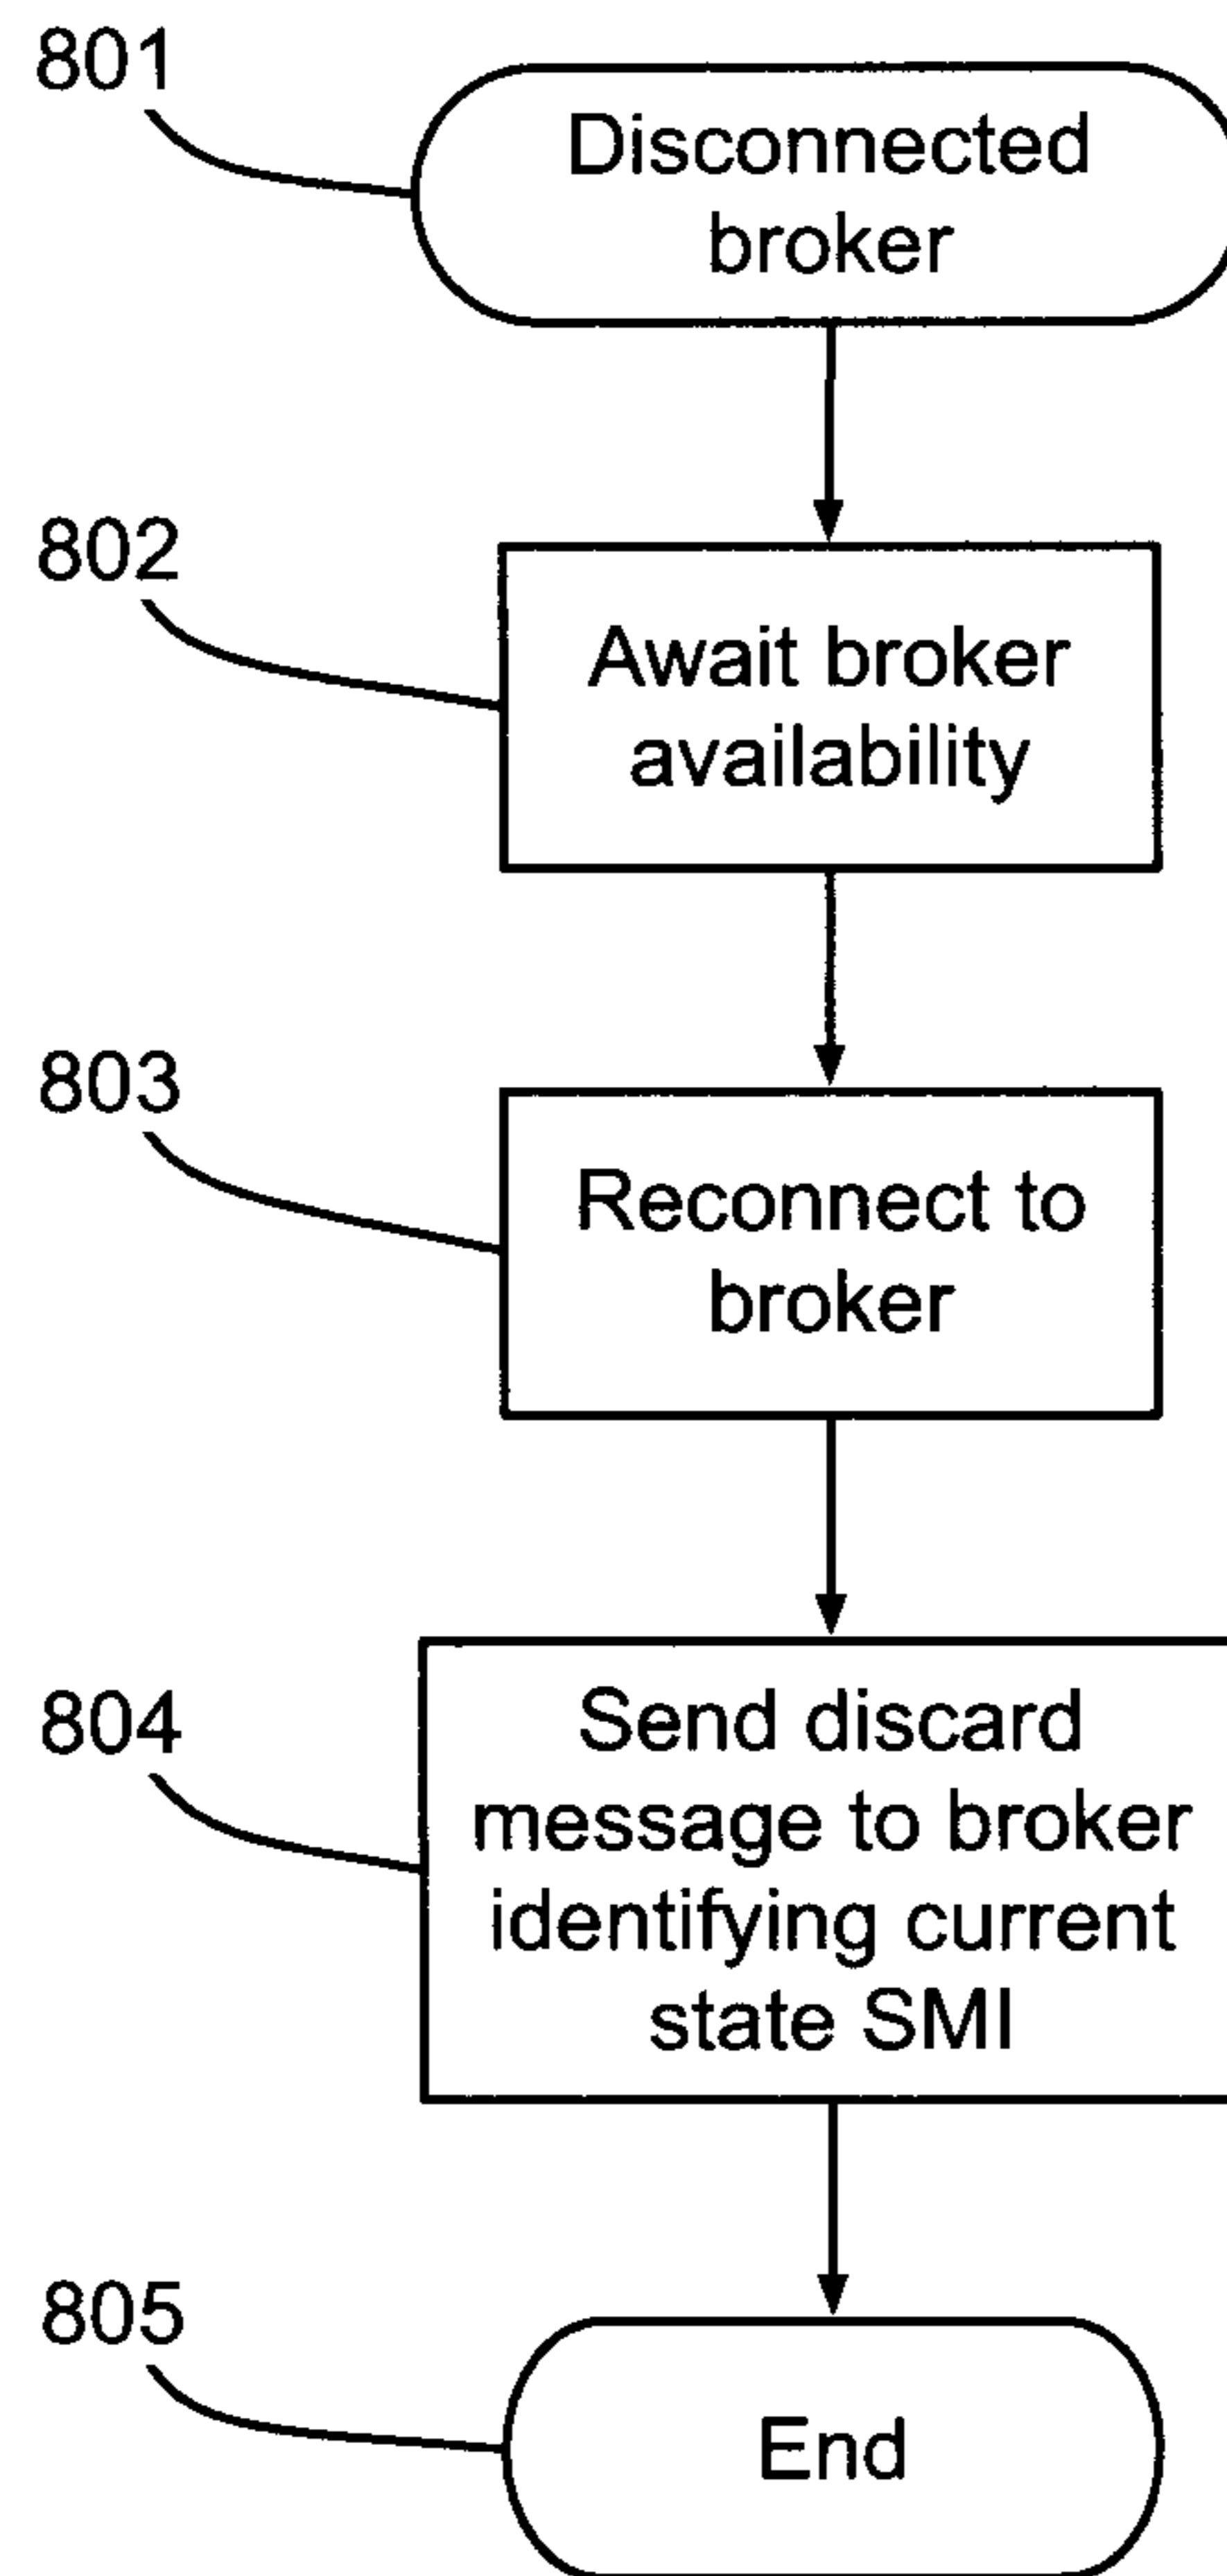 801
Disconnected
broker
802
Await broker
availability
803
Reconnect to
broker
804
Send discard
message to broker
identifying current
state SMI
805
End